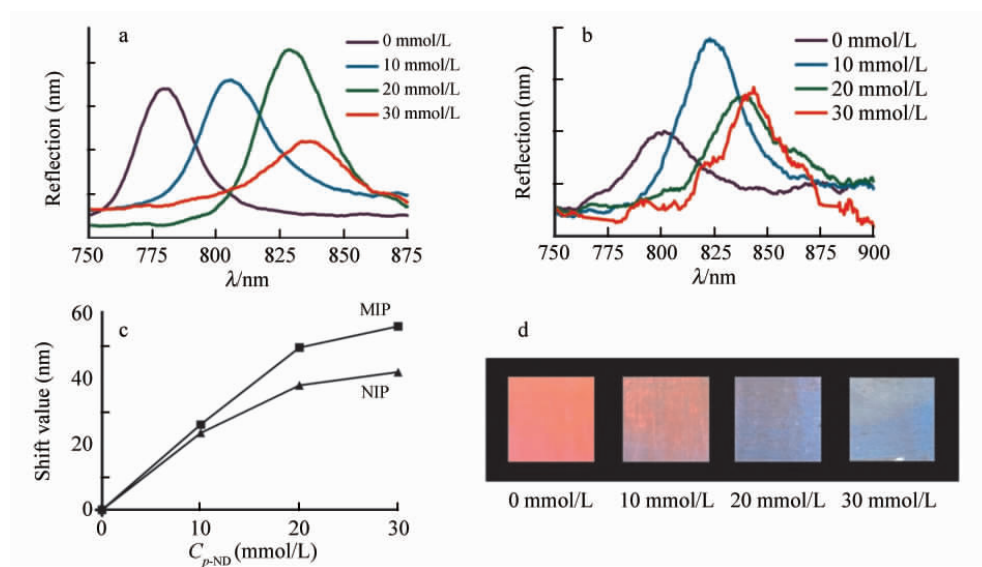 a
0 mmol/L
10 mmol/L
20 mmol/L
30 mmol/L
Reflection (nm)
750 775 800 825 850 875
λ/nm
b
0 mmol/L
10 mmol/L
20 mmol/L
30 mmol/L
Reflection (nm)
750 775 800 825 850 875 900
λ/nm
c
60
40
20
0
Shift value (nm)
MIP
NIP
0 10 20 30
Cp-ND (mmol/L)
d
0 mmol/L 10 mmol/L 20 mmol/L 30 mmol/L